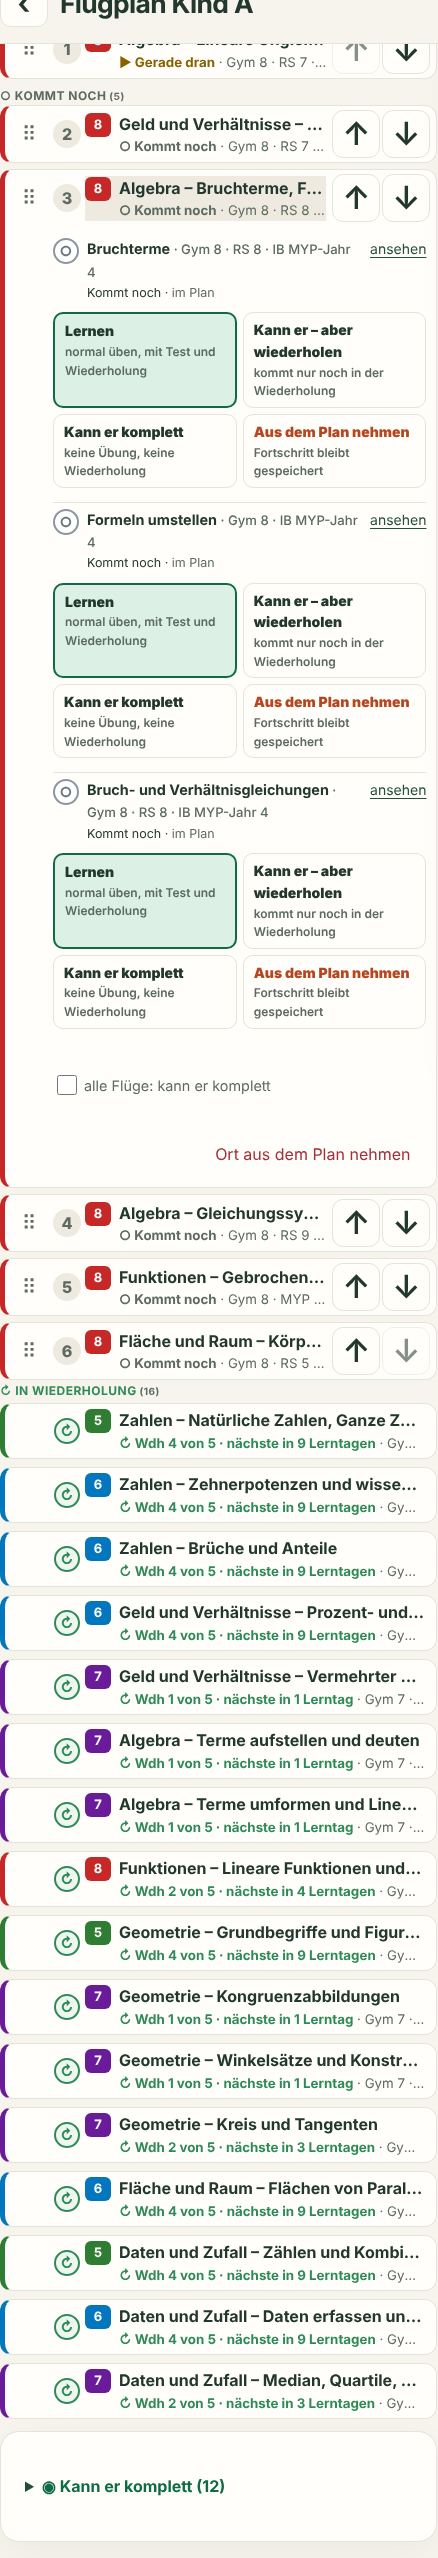 Flugplan Kind A
1
▶ Gerade dran · Gym 8 · RS 7 ·...
○ KOMMT NOCH (5)
2
8
Geld und Verhältnisse – ...
○ Kommt noch · Gym 8 · RS 7 ...
3
8
Algebra – Bruchterme, F...
○ Kommt noch · Gym 8 · RS 8 ...
Bruchterme · Gym 8 · RS 8 · IB MYP-Jahr
4
ansehen
Kommt noch · im Plan
Lernen
normal üben, mit Test und
Wiederholung
Kann er – aber
wiederholen
kommt nur noch in der
Wiederholung
Kann er komplett
keine Übung, keine
Wiederholung
Aus dem Plan nehmen
Fortschritt bleibt
gespeichert
Formeln umstellen · Gym 8 · IB MYP-Jahr
4
ansehen
Kommt noch · im Plan
Lernen
normal üben, mit Test und
Wiederholung
Kann er – aber
wiederholen
kommt nur noch in der
Wiederholung
Kann er komplett
keine Übung, keine
Wiederholung
Aus dem Plan nehmen
Fortschritt bleibt
gespeichert
Bruch- und Verhältnisgleichungen ·
Gym 8 · RS 8 · IB MYP-Jahr 4
ansehen
Kommt noch · im Plan
Lernen
normal üben, mit Test und
Wiederholung
Kann er – aber
wiederholen
kommt nur noch in der
Wiederholung
Kann er komplett
keine Übung, keine
Wiederholung
Aus dem Plan nehmen
Fortschritt bleibt
gespeichert
alle Flüge: kann er komplett
Ort aus dem Plan nehmen
4
8
Algebra – Gleichungssy...
○ Kommt noch · Gym 8 · RS 9 ...
5
8
Funktionen – Gebrochen...
○ Kommt noch · Gym 8 · MYP ...
6
8
Fläche und Raum – Körp...
○ Kommt noch · Gym 8 · RS 5 ...
↻ IN WIEDERHOLUNG (16)
5
Zahlen – Natürliche Zahlen, Ganze Z...
↻ Wdh 4 von 5 · nächste in 9 Lerntagen · Gy...
6
Zahlen – Zehnerpotenzen und wisse...
↻ Wdh 4 von 5 · nächste in 9 Lerntagen · Gy...
6
Zahlen – Brüche und Anteile
↻ Wdh 4 von 5 · nächste in 9 Lerntagen · Gy...
6
Geld und Verhältnisse – Prozent- und...
↻ Wdh 4 von 5 · nächste in 9 Lerntagen · Gy...
7
Geld und Verhältnisse – Vermehrter ...
↻ Wdh 1 von 5 · nächste in 1 Lerntag · Gym 7 ·...
7
Algebra – Terme aufstellen und deuten
↻ Wdh 1 von 5 · nächste in 1 Lerntag · Gym 7 ·...
7
Algebra – Terme umformen und Line...
↻ Wdh 1 von 5 · nächste in 1 Lerntag · Gym 7 ·...
8
Funktionen – Lineare Funktionen und...
↻ Wdh 2 von 5 · nächste in 4 Lerntagen · Gy...
5
Geometrie – Grundbegriffe und Figur...
↻ Wdh 4 von 5 · nächste in 9 Lerntagen · Gy...
7
Geometrie – Kongruenzabbildungen
↻ Wdh 1 von 5 · nächste in 1 Lerntag · Gym 7 ·...
7
Geometrie – Winkelsätze und Konstr...
↻ Wdh 1 von 5 · nächste in 1 Lerntag · Gym 7 ·...
7
Geometrie – Kreis und Tangenten
↻ Wdh 2 von 5 · nächste in 3 Lerntagen · Gy...
6
Fläche und Raum – Flächen von Paral...
↻ Wdh 4 von 5 · nächste in 9 Lerntagen · Gy...
5
Daten und Zufall – Zählen und Kombi...
↻ Wdh 4 von 5 · nächste in 9 Lerntagen · Gy...
6
Daten und Zufall – Daten erfassen un...
↻ Wdh 4 von 5 · nächste in 9 Lerntagen · Gy...
7
Daten und Zufall – Median, Quartile, ...
↻ Wdh 2 von 5 · nächste in 3 Lerntagen · Gy...
▶ ◉ Kann er komplett (12)